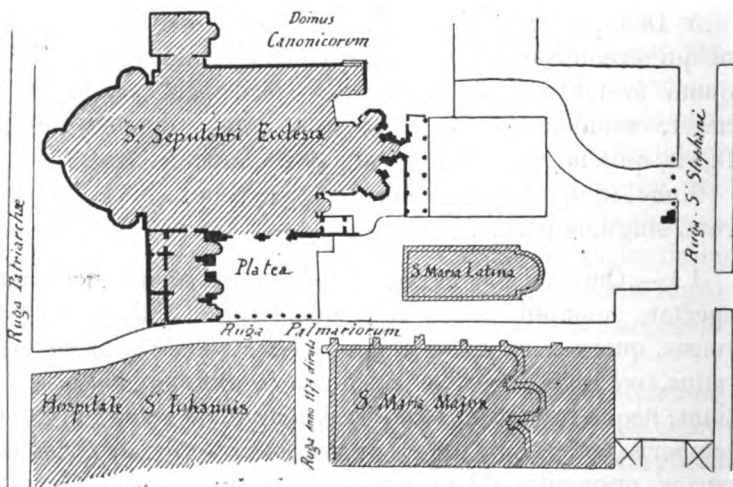 Domus
Canonicorum
St Sepulchri Ecclesia
Ruga Patriarchæ
Ruga S Stephani
Platea
S. Maria Latina
Ruga Palmariorum
Hospitale S Iohannis
Ruga Anno 1174 diruta
S. Maria Major